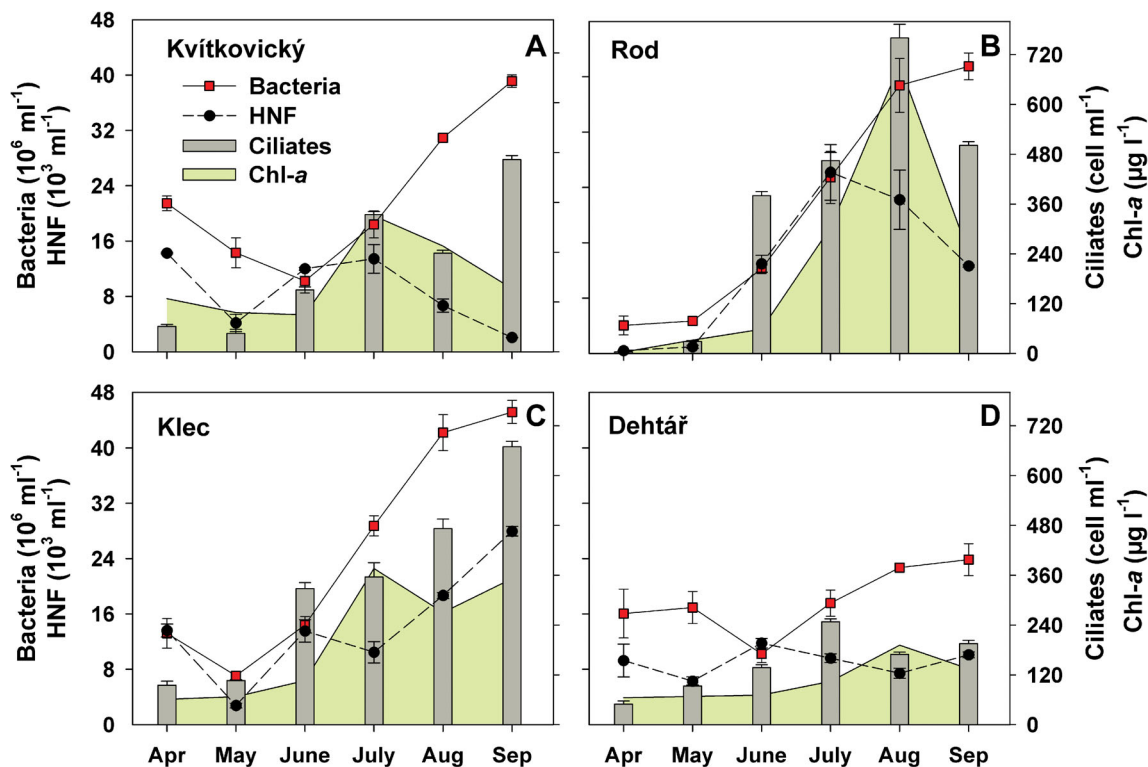 Kvítkovický
A
Bacteria
HNF
Ciliates
Chl-a
Bacteria (10⁶ ml⁻¹)
HNF (10³ ml⁻¹)
48
40
32
24
16
8
0
Rod
B
720
600
480
360
240
120
0
Ciliates (cell ml⁻¹)
Chl-a (µg l⁻¹)
Klec
C
Bacteria (10⁶ ml⁻¹)
HNF (10³ ml⁻¹)
48
40
32
24
16
8
0
Apr May June July Aug Sep
Dehtář
D
720
600
480
360
240
120
0
Ciliates (cell ml⁻¹)
Chl-a (µg l⁻¹)
Apr May June July Aug Sep